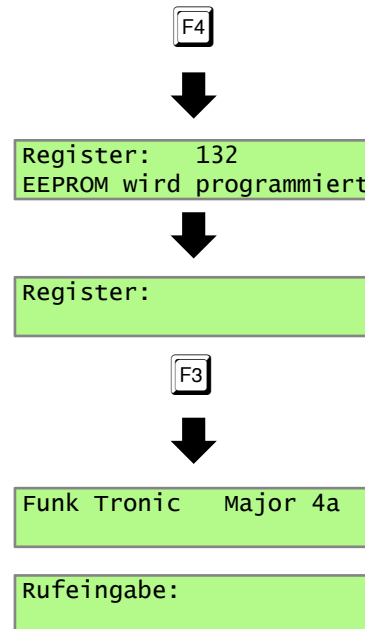 F4
Register:   132
EEPROM wird programmiert
Register:
F3
Funk Tronic   Major 4a
Rufeingabe: